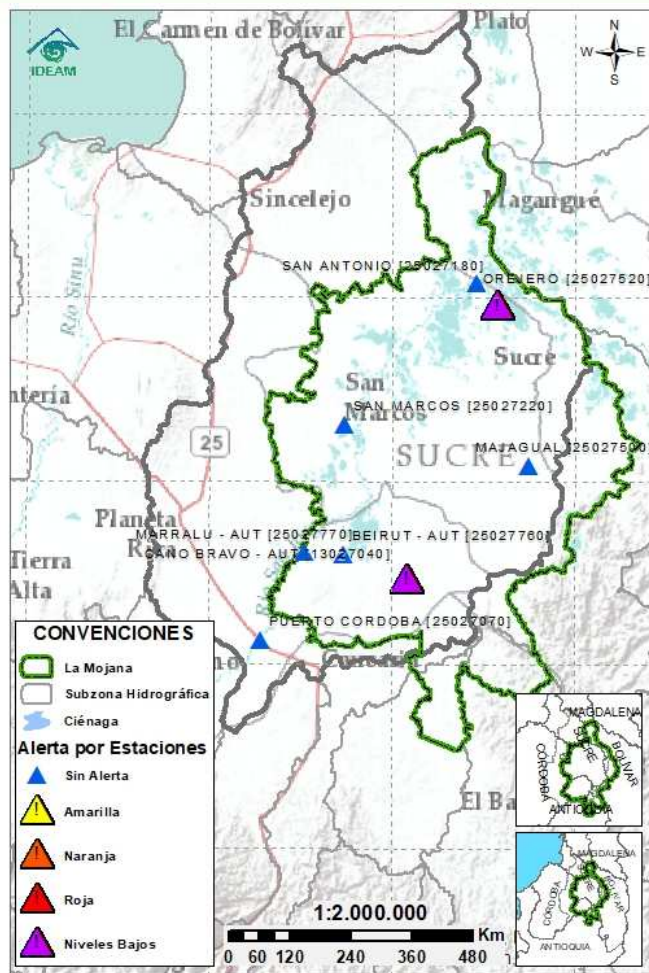 Plato
El Carmen de Bolívar
N
W
E
S
IDEAM
Sincelejo
Magangué
SAN ANTONIO [25027180]
OREJERO [25027520]
Río Sinú
Sucre
San
Marcos
SAN MARCOS [25027220]
25
SUCRE
MAJAGUAL [25027500]
Planeta
MARRALU - AUT [25027770]
BEIRUT - AUT [25027760]
CAÑO BRAVO - AUT [13027040]
Tierra
Alta
PUERTO CORDOBA [25027070]
El Ba
CONVENCIONES
La Mojana
Subzona Hidrográfica
Ciénaga
Alerta por Estaciones
Sin Alerta
Amarilla
Naranja
Roja
Niveles Bajos
1:2.000.000
0 60 120 240 360 480
Km
MAGDALENA
SUCRE
BOLIVAR
CORDOBA
ANTIOQUIA
MAGDALENA
SUCRE
BOLIVAR
CORDOBA
ANTIOQUIA